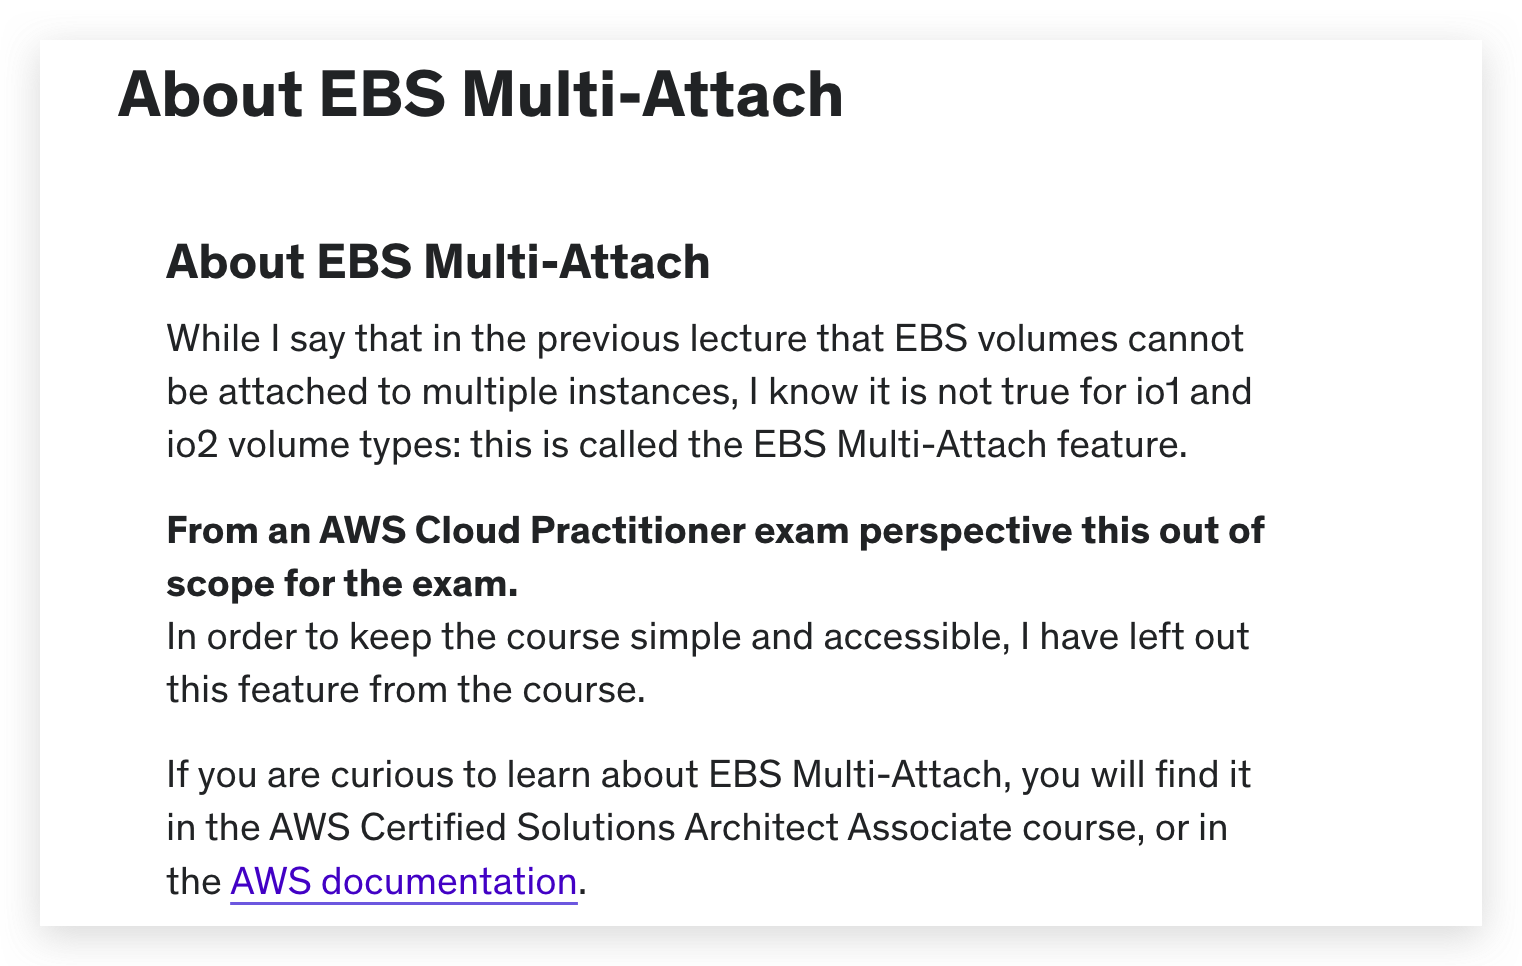 About EBS Multi-Attach
About EBS Multi-Attach
While I say that in the previous lecture that EBS volumes cannot
be attached to multiple instances, I know it is not true for io1 and
io2 volume types: this is called the EBS Multi-Attach feature.
From an AWS Cloud Practitioner exam perspective this out of
scope for the exam.
In order to keep the course simple and accessible, I have left out
this feature from the course.
If you are curious to learn about EBS Multi-Attach, you will find it
in the AWS Certified Solutions Architect Associate course, or in
the AWS documentation.